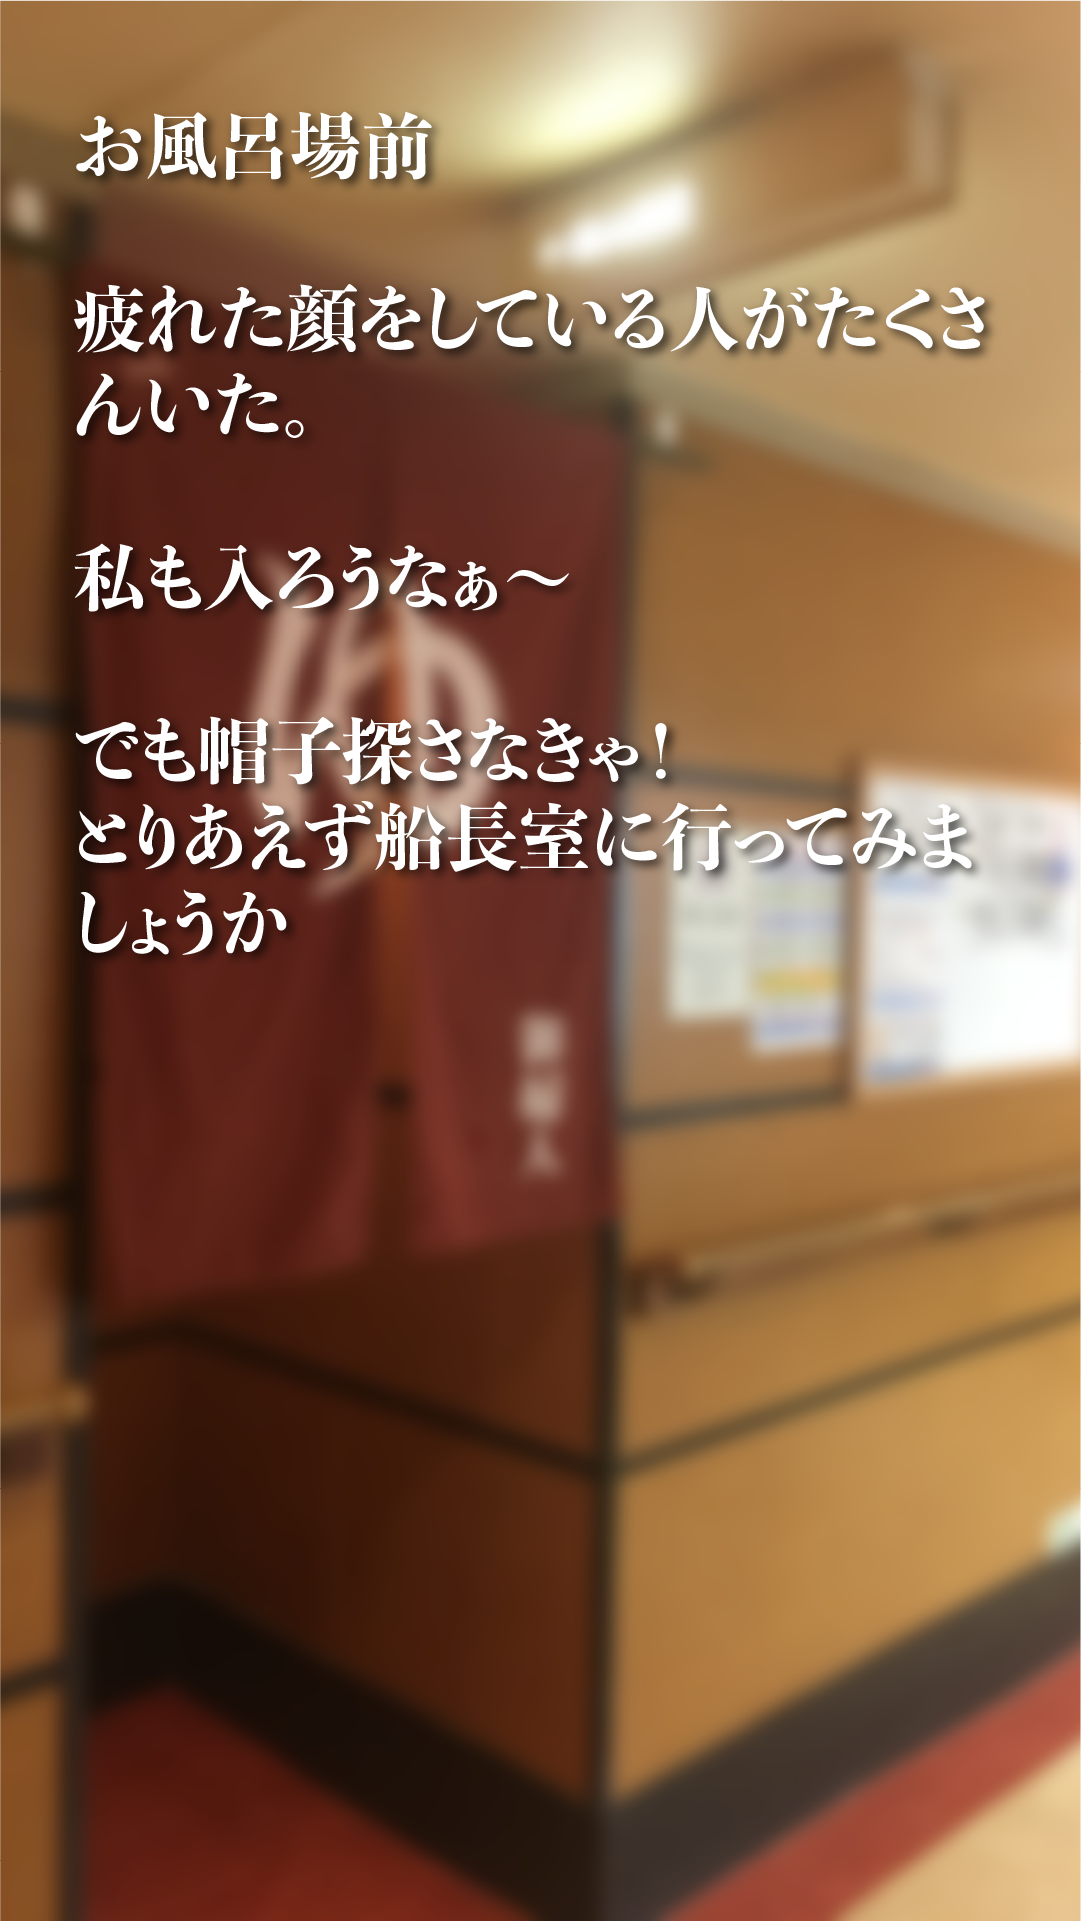 お風呂場前
疲れた顔をしている人がたくさ
んいた。
私も入ろうなぁ〜
でも帽子探さなきゃ！
とりあえず船長室に行ってみま
しょうか
ゆ